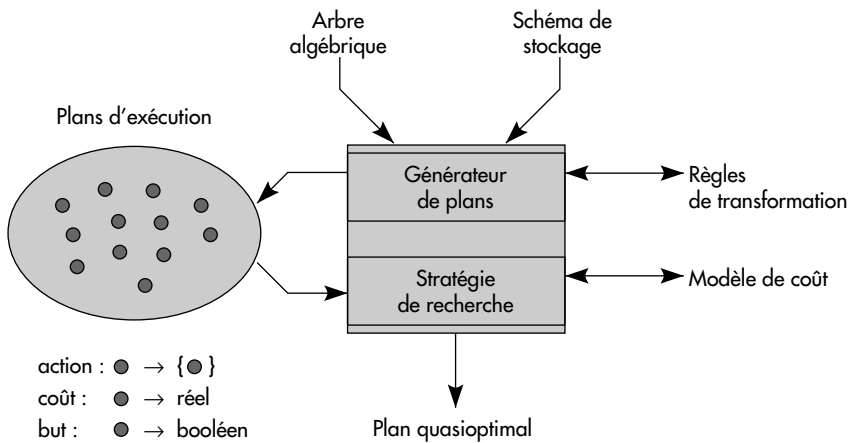 Arbre
algébrique
Schéma de
stockage
Plans d'exécution
Générateur
de plans
Règles
de transformation
Stratégie
de recherche
Modèle de coût
action : → { }
coût : → réel
but : → booléen
Plan quasioptimal